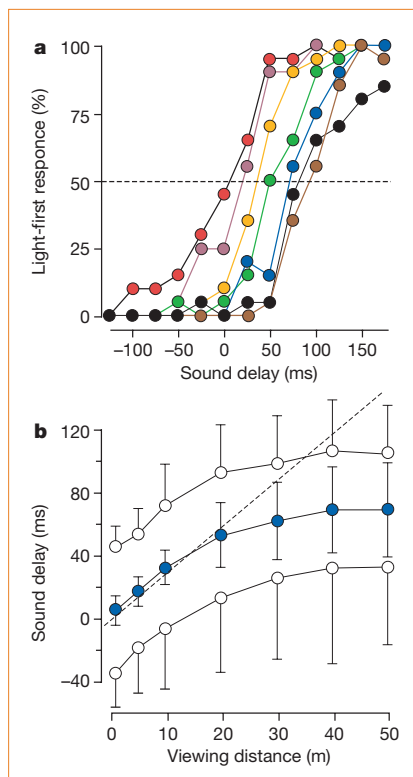 a
100
75
50
25
0
Light-first responce (%)
−100 −50 0 50 100 150
Sound delay (ms)
b
120
80
40
0
−40
Sound delay (ms)
0 10 20 30 40 50
Viewing distance (m)